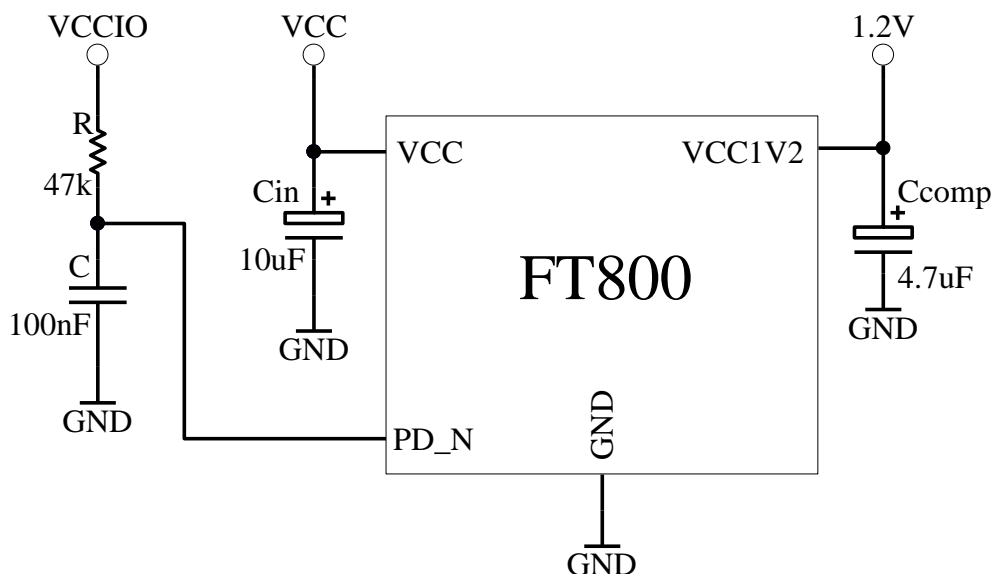 VCCIO
VCC
1.2V
R
47k
C
100nF
GND
Cin
+
10uF
GND
VCC
VCC1V2
FT800
PD_N
GND
GND
Ccomp
+
4.7uF
GND